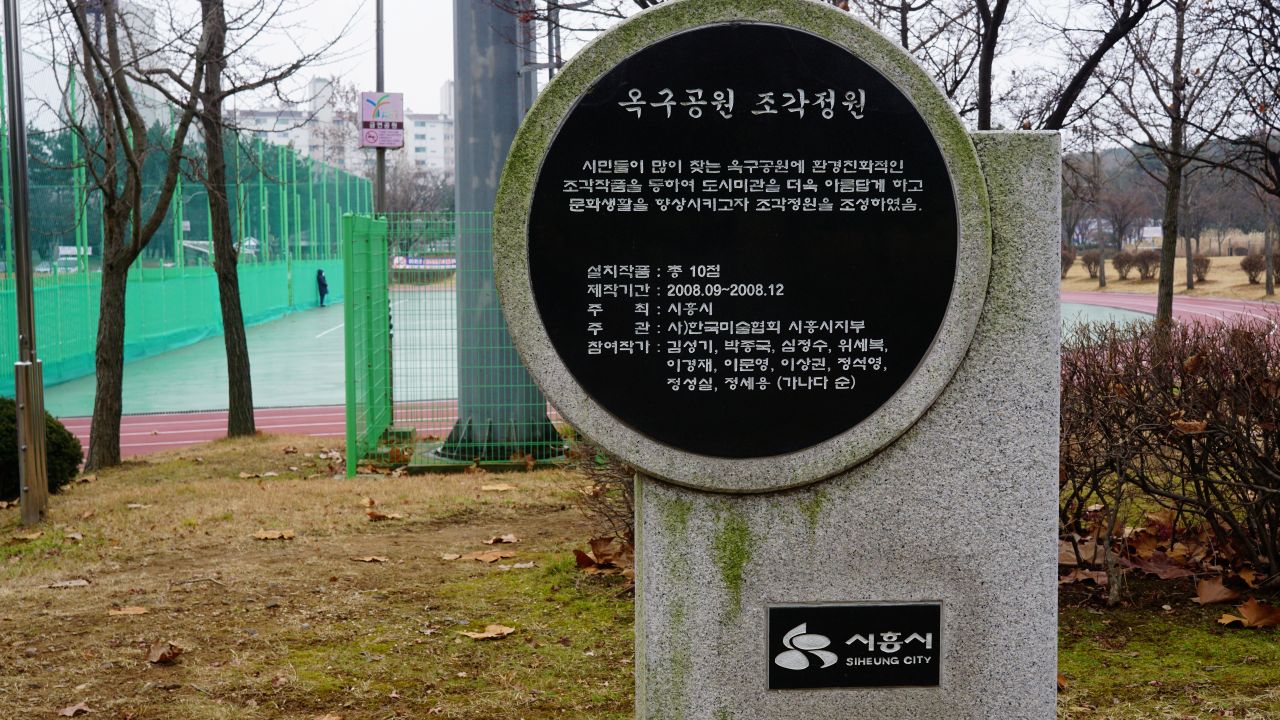 옥구공원 조각정원
시민들이 많이 찾는 옥구공원에 환경친화적인
조각작품을 통하여 도시미관을 더욱 아름답게 하고
문화생활을 향상시키고자 조각정원을 조성하였음.
설치작품 : 총 10점
제작기간 : 2008.09~2008.12
주 최 : 시흥시
주 관 : 사)한국미술협회 시흥시지부
참여작가 : 김성기, 박종국, 심정수, 위세복,
이경재, 이문영, 이상권, 정석영,
정성실, 정세용 (가나다 순)
시흥시
SIHEUNG CITY
금연공원